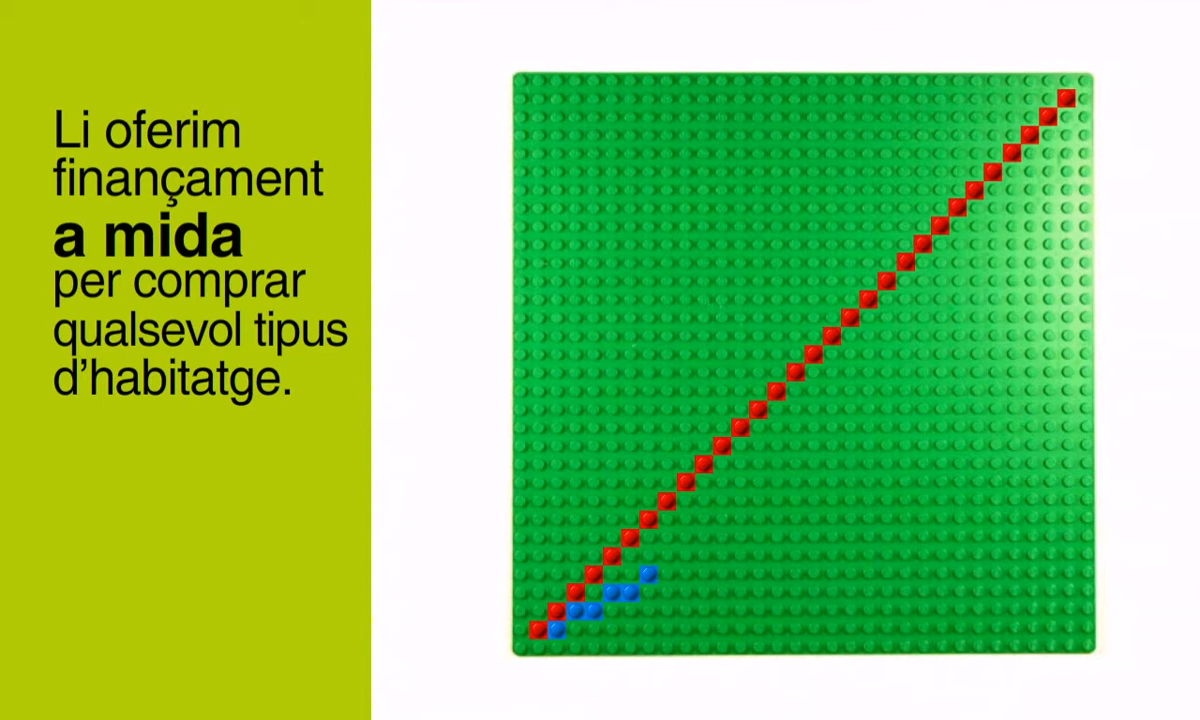 Li oferim
finançament
a mida
per comprar
qualsevol tipus
d’habitatge.